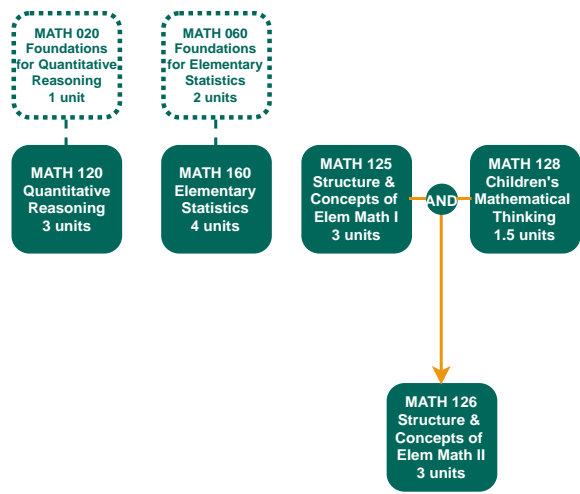 MATH 020
Foundations
for Quantitative
Reasoning
1 unit
MATH 060
Foundations
for Elementary
Statistics
2 units
MATH 120
Quantitative
Reasoning
3 units
MATH 160
Elementary
Statistics
4 units
MATH 125
Structure &
Concepts of
Elem Math I
3 units
AND
MATH 128
Children's
Mathematical
Thinking
1.5 units
MATH 126
Structure &
Concepts of
Elem Math II
3 units